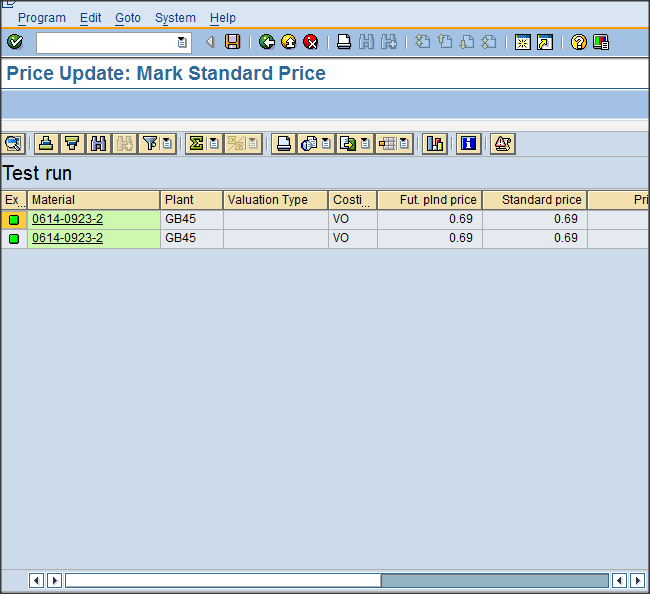 Program Edit Goto System Help
Price Update: Mark Standard Price
Test run
Ex.. Material Plant Valuation Type Costi... Fut. plnd price Standard price Pri
0614-0923-2 GB45 VO 0.69 0.69
0614-0923-2 GB45 VO 0.69 0.69